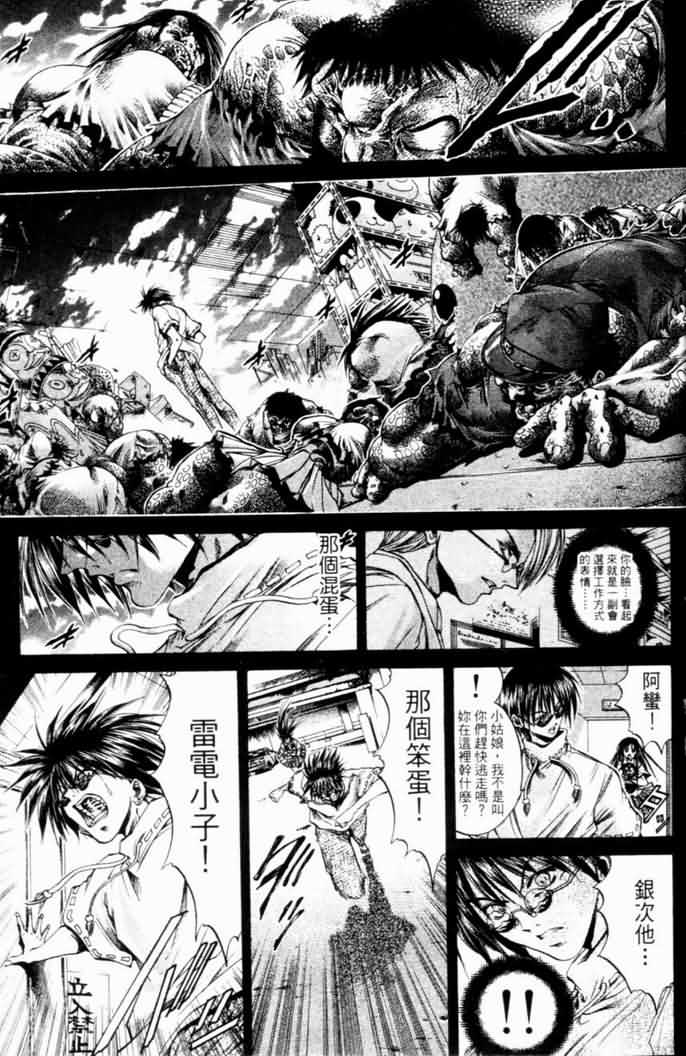 你的臉…看起
來就是一副會
選擇工作方式
的表情……
那個混蛋…
阿蠻！
！
小姑娘，我不是叫
你們趕快逃走嗎？
妳在這裡幹什麼？
銀次他…
!!
那個笨蛋！
雷電小子！
立入禁止